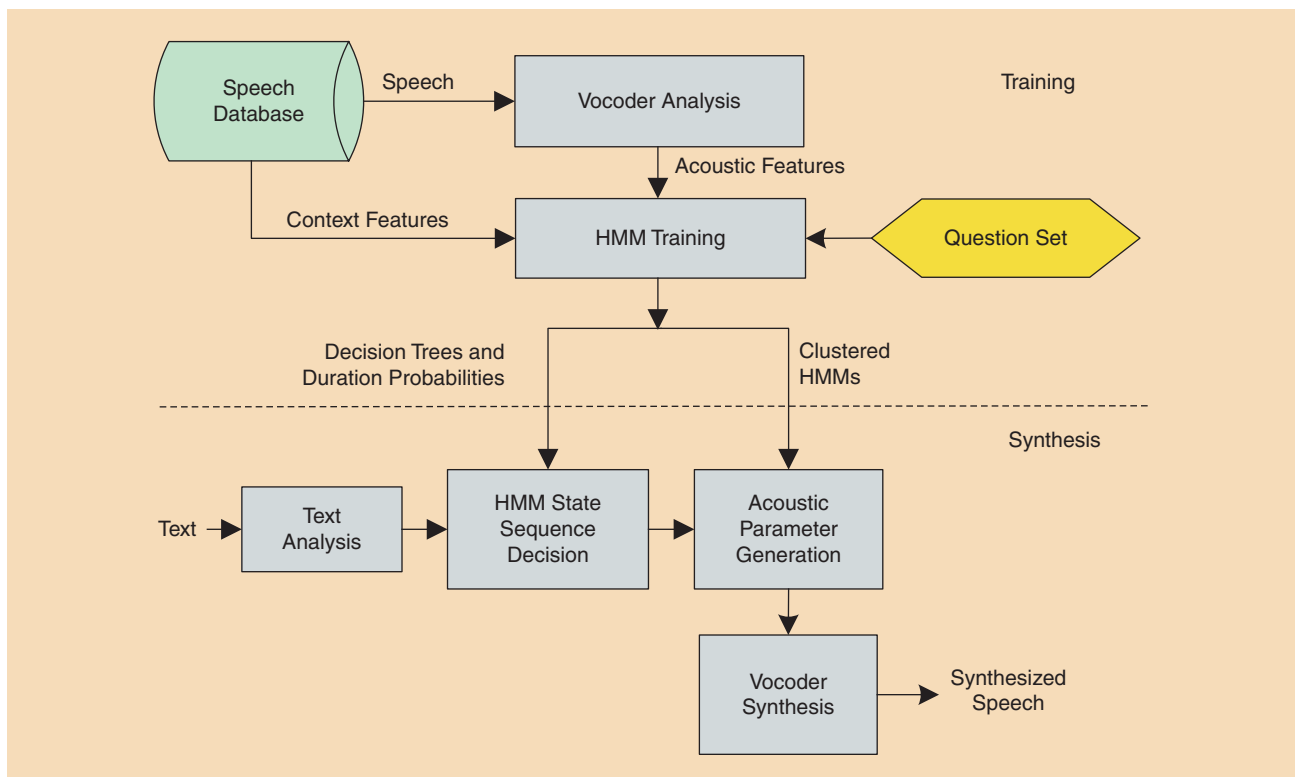 Speech
Database
Speech
Vocoder Analysis
Training
Acoustic Features
Context Features
HMM Training
Question Set
Decision Trees and
Duration Probabilities
Clustered
HMMs
Synthesis
Text
Text
Analysis
HMM State
Sequence
Decision
Acoustic
Parameter
Generation
Vocoder
Synthesis
Synthesized
Speech